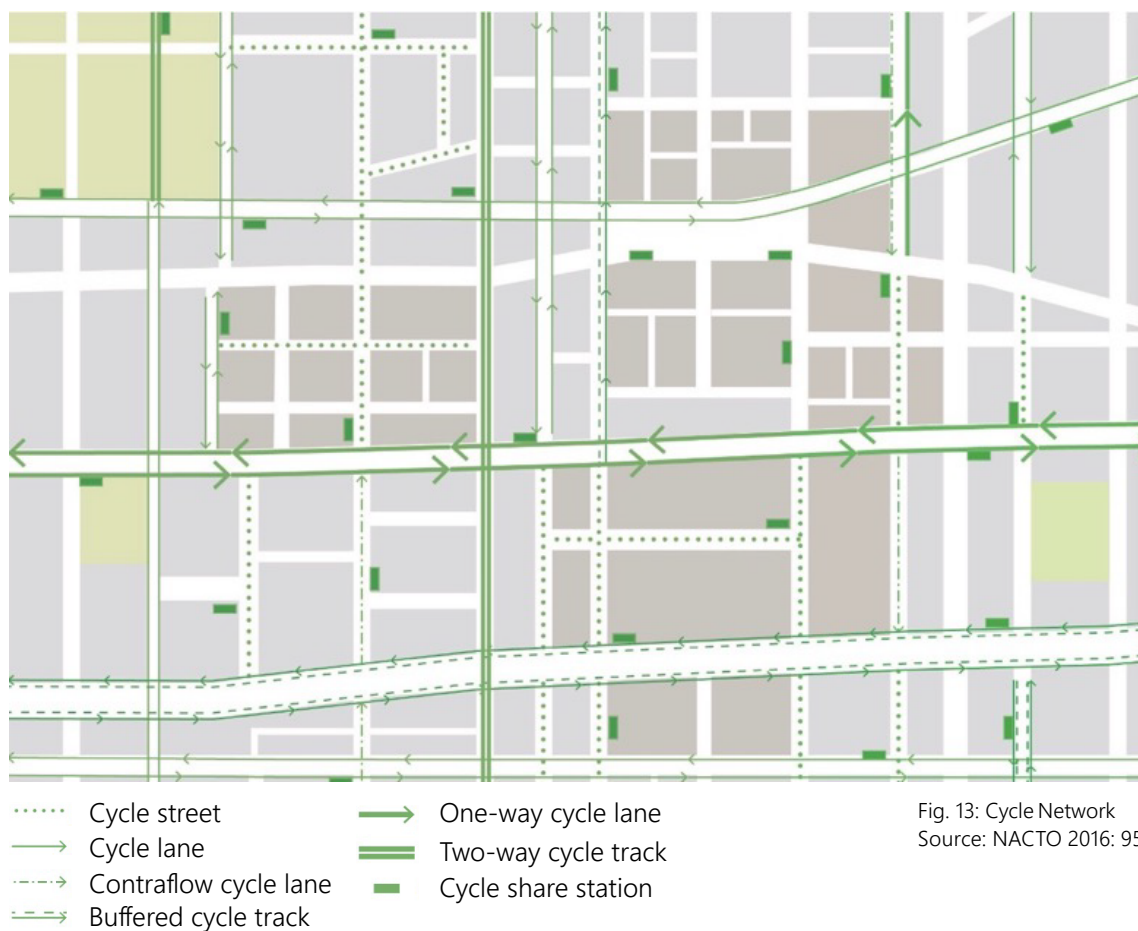 Cycle street
Cycle lane
Contraflow cycle lane
Buffered cycle track
One-way cycle lane
Two-way cycle track
Cycle share station
Fig. 13: Cycle Network
Source: NACTO 2016: 95